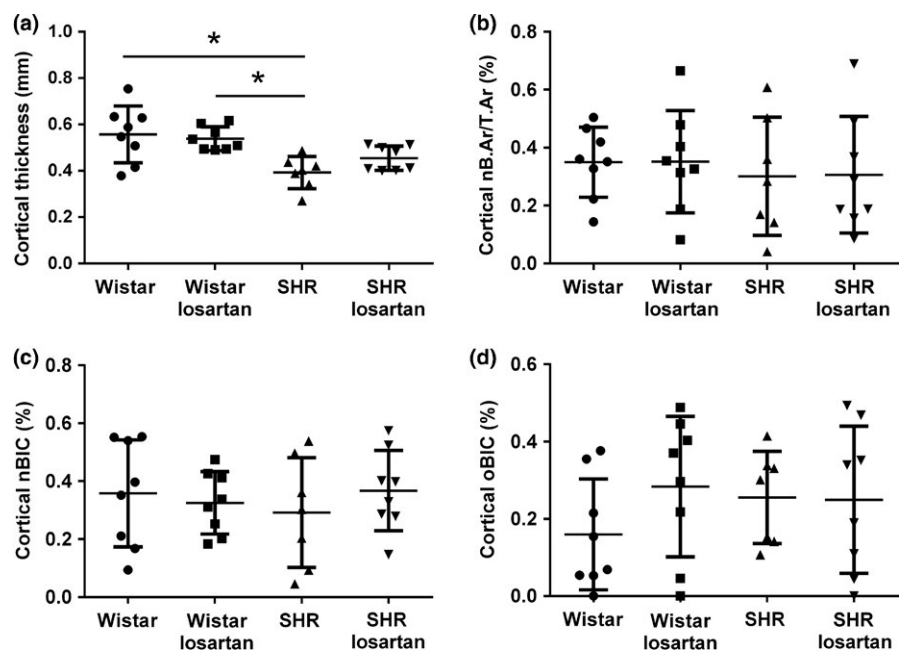 (a)
Cortical thickness (mm)
1.0
0.8
0.6
0.4
0.2
0.0
*
*
Wistar
Wistar
losartan
SHR
SHR
losartan
(b)
Cortical nB.Ar/T.Ar (%)
0.8
0.6
0.4
0.2
0.0
Wistar
Wistar
losartan
SHR
SHR
losartan
(c)
Cortical nBIC (%)
0.8
0.6
0.4
0.2
0.0
Wistar
Wistar
losartan
SHR
SHR
losartan
(d)
Cortical oBIC (%)
0.6
0.4
0.2
0.0
Wistar
Wistar
losartan
SHR
SHR
losartan